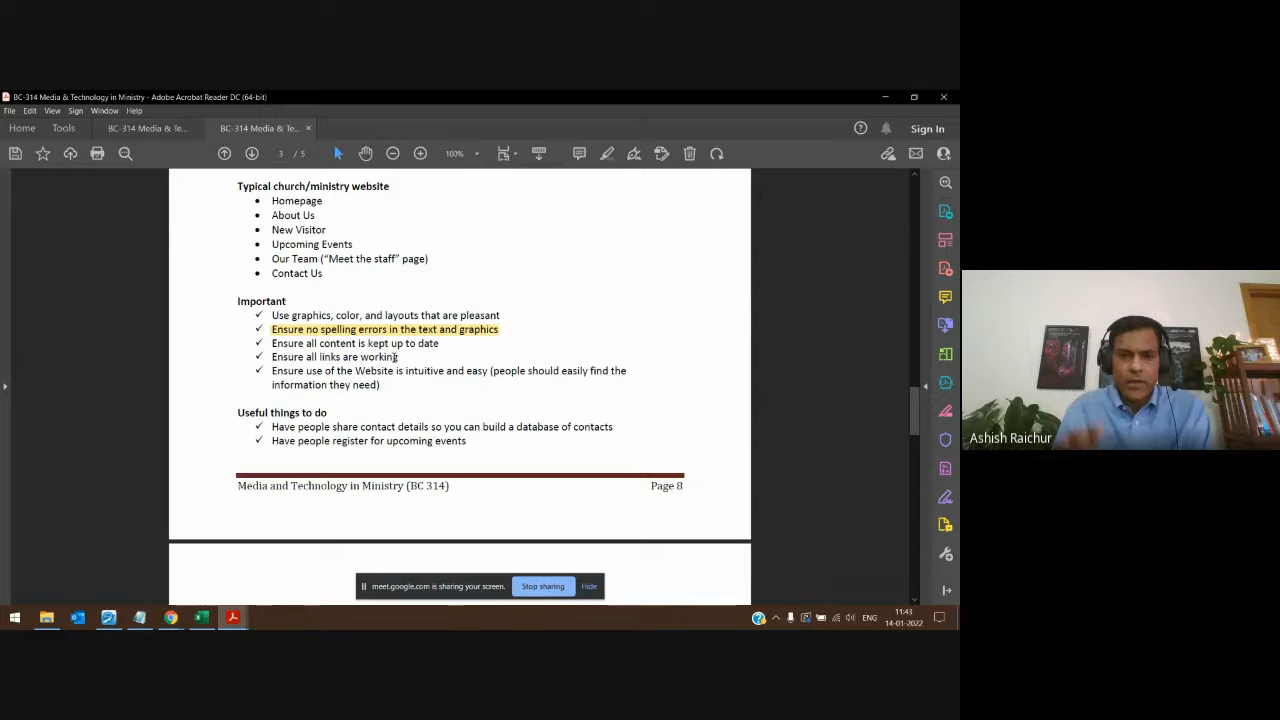 BC-314 Media & Technology in Ministry - Adobe Acrobat Reader DC (64-bit)
File Edit View Sign Window Help
Home Tools BC-314 Media & Te... BC-314 Media & Te... × Sign In
3 / 5 100%
Typical church/ministry website
• Homepage
• About Us
• New Visitor
• Upcoming Events
• Our Team (“Meet the staff” page)
• Contact Us
Important
✓ Use graphics, color, and layouts that are pleasant
✓ Ensure no spelling errors in the text and graphics
✓ Ensure all content is kept up to date
✓ Ensure all links are working
✓ Ensure use of the Website is intuitive and easy (people should easily find the
information they need)
Useful things to do
✓ Have people share contact details so you can build a database of contacts
✓ Have people register for upcoming events
Media and Technology in Ministry (BC 314) Page 8
meet.google.com is sharing your screen. Stop sharing Hide
ENG 11:43
14-01-2022
Ashish Raichur